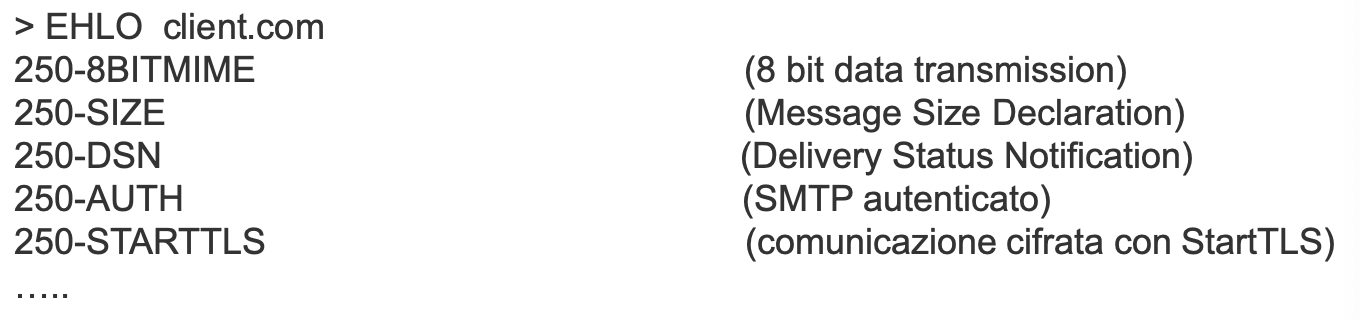 > EHLO  client.com
250-8BITMIME (8 bit data transmission)
250-SIZE (Message Size Declaration)
250-DSN (Delivery Status Notification)
250-AUTH (SMTP autenticato)
250-STARTTLS (comunicazione cifrata con StartTLS)
…..